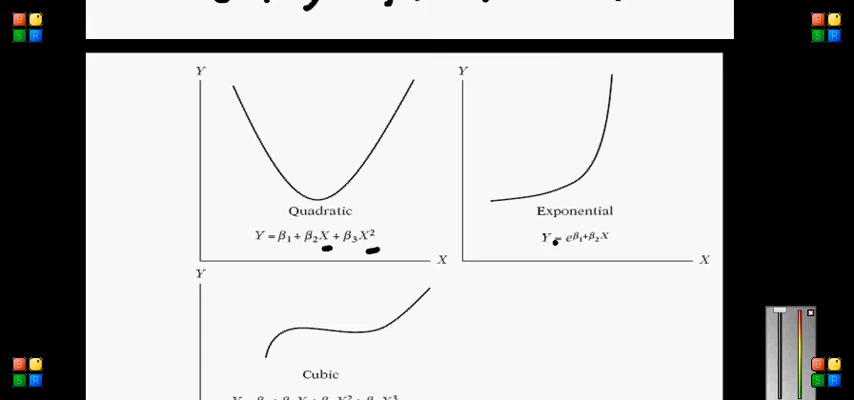 Y
Quadratic
Y = β₁ + β₂X + β₃X²
X
Y
Exponential
Y = e^β₁+β₂X
X
Y
Cubic